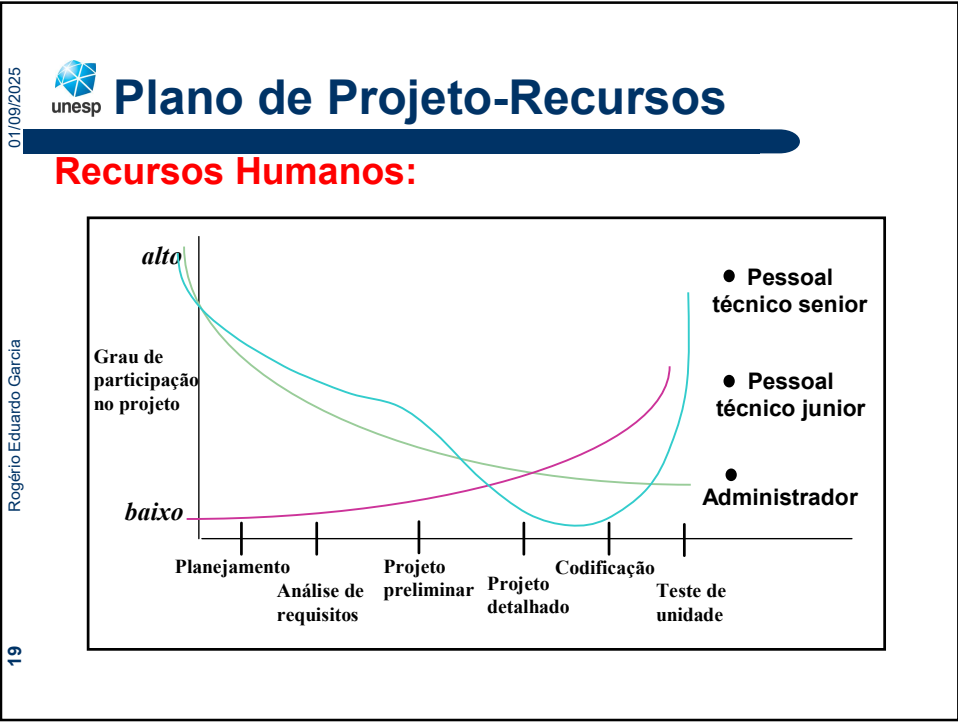 01/09/2025
unesp
Plano de Projeto-Recursos
Recursos Humanos:
alto
Grau de
participação
no projeto
baixo
Planejamento
Análise de
requisitos
Projeto
preliminar
Projeto
detalhado
Codificação
Teste de
unidade
● Pessoal
técnico senior
● Pessoal
técnico junior
●
Administrador
Rogério Eduardo Garcia
19